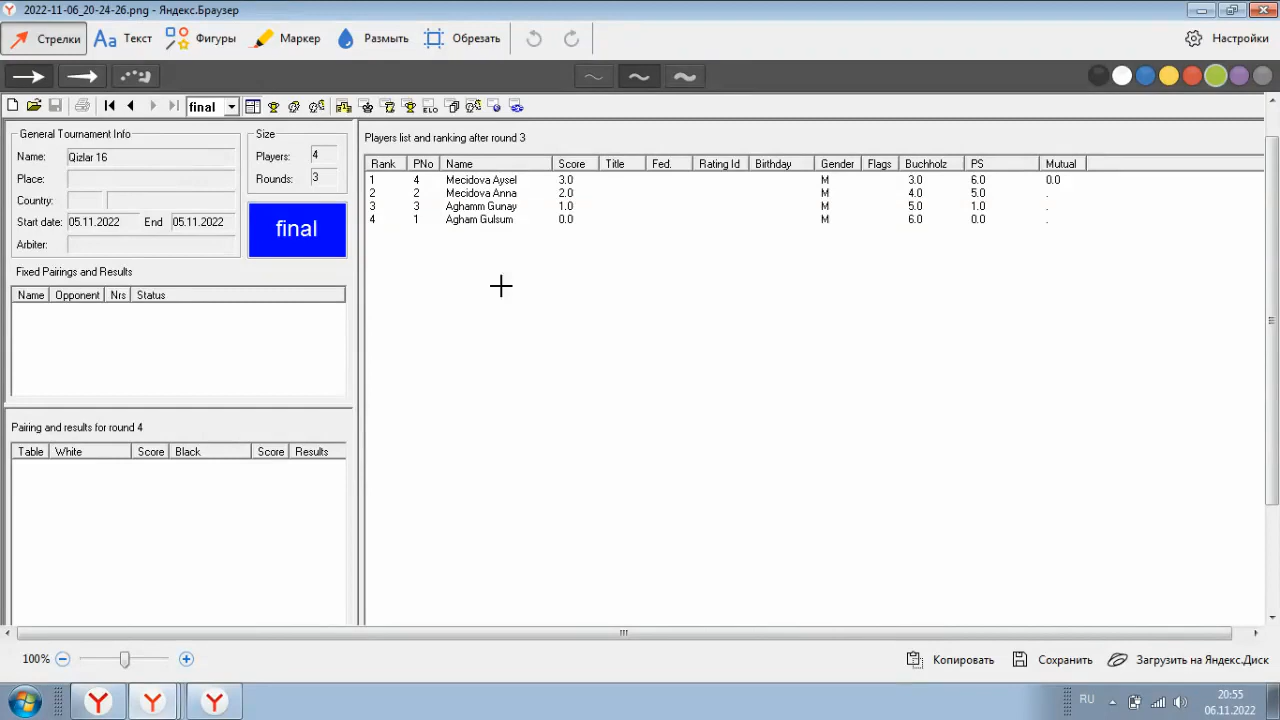 2022-11-06_20-24-26.png - Яндекс.Браузер
Стрелки Текст Фигуры Маркер Размыть Обрезать Настройки
final
General Tournament Info
Name: Qizlar 16
Place:
Country:
Start date: 05.11.2022 End 05.11.2022
Arbiter:
Size
Players: 4
Rounds: 3
final
Fixed Pairings and Results
Name Opponent Nrs Status
Pairing and results for round 4
Table White Score Black Score Results
Players list and ranking after round 3
Rank PNo Name Score Title Fed. Rating Id Birthday Gender Flags Buchholz PS Mutual
1 4 Mecidova Aysel 3.0 M 3.0 6.0 0.0
2 2 Mecidova Anna 2.0 M 4.0 5.0 .
3 3 Aghamm Gunay 1.0 M 5.0 1.0 .
4 1 Agham Gulsum 0.0 M 6.0 0.0 .
100% Копировать Сохранить Загрузить на Яндекс.Диск
RU 20:55
06.11.2022